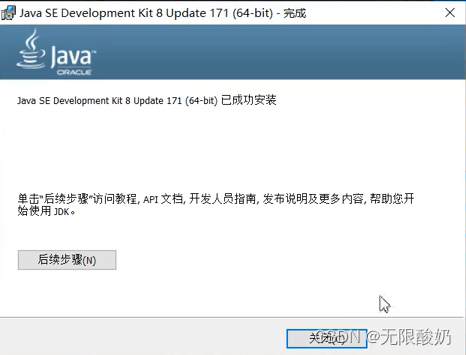 Java SE Development Kit 8 Update 171 (64-bit) - 完成
Java
ORACLE
Java SE Development Kit 8 Update 171 (64-bit) 已成功安装
单击“后续步骤”访问教程, API 文档, 开发人员指南, 发布说明及更多内容, 帮助您开
始使用 JDK。
后续步骤(N)
关闭(C)
CSDN @无限酸奶